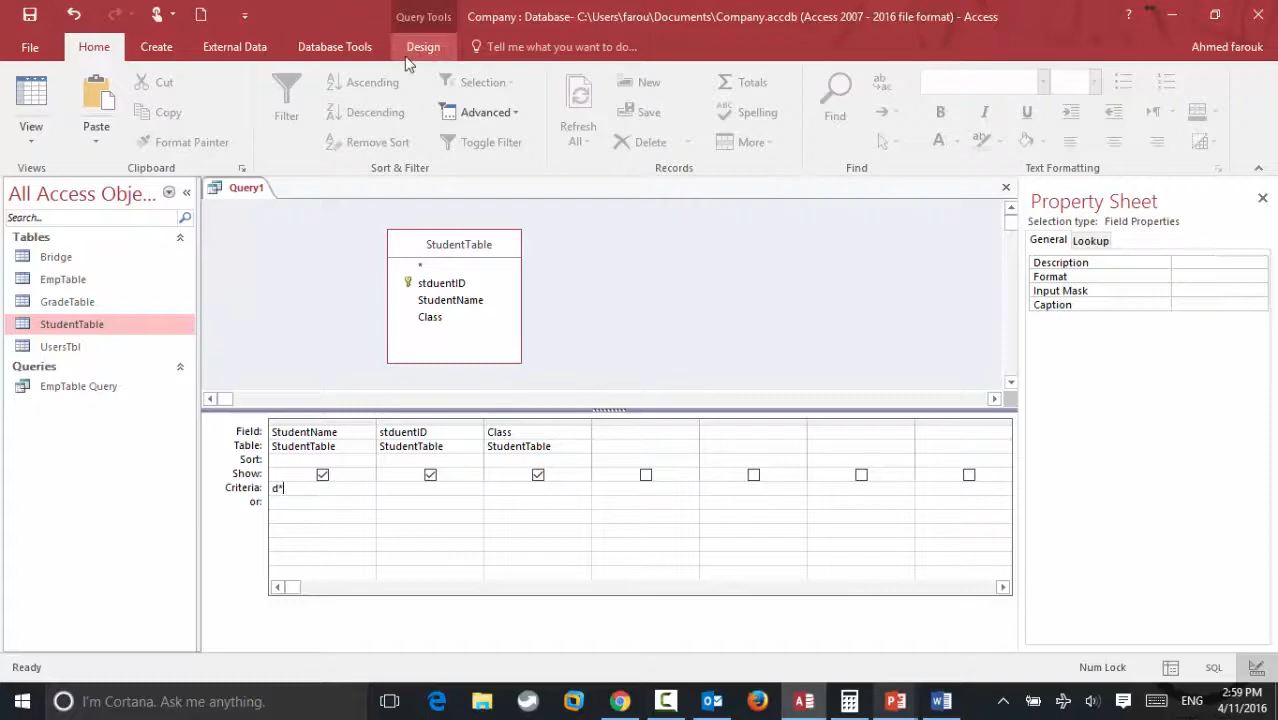 Query Tools
Company : Database- C:\Users\farou\Documents\Company.accdb (Access 2007 - 2016 file format) - Access
?
File
Home
Create
External Data
Database Tools
Design
Tell me what you want to do...
Ahmed farouk
View
Paste
Cut
Copy
Format Painter
Filter
Ascending
Descending
Remove Sort
Selection
Advanced
Toggle Filter
Refresh
All
New
Save
Delete
Totals
Spelling
More
Find
B I U
A
Views
Clipboard
Sort & Filter
Records
Find
Text Formatting
All Access Obje...
Search...
Tables
Bridge
EmpTable
GradeTable
StudentTable
UsersTbl
Queries
EmpTable Query
Query1
StudentTable
*
stduentID
StudentName
Class
Field: StudentName stduentID Class
Table: StudentTable StudentTable StudentTable
Sort:
Show:
Criteria: d*
or:
Property Sheet
Selection type: Field Properties
General Lookup
Description
Format
Input Mask
Caption
Ready
Num Lock
SQL
I'm Cortana. Ask me anything.
ENG
2:59 PM
4/11/2016